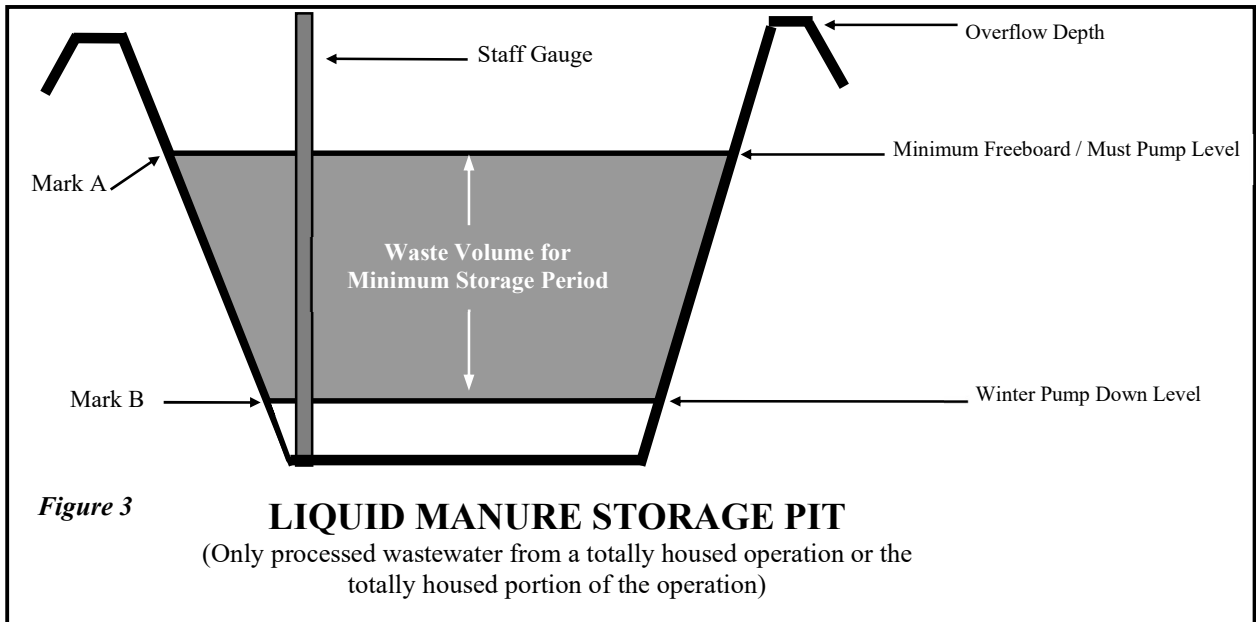 Overflow Depth
Staff Gauge
Minimum Freeboard / Must Pump Level
Mark A
Waste Volume for
Minimum Storage Period
Mark B
Winter Pump Down Level
Figure 3
LIQUID MANURE STORAGE PIT
(Only processed wastewater from a totally housed operation or the
totally housed portion of the operation)